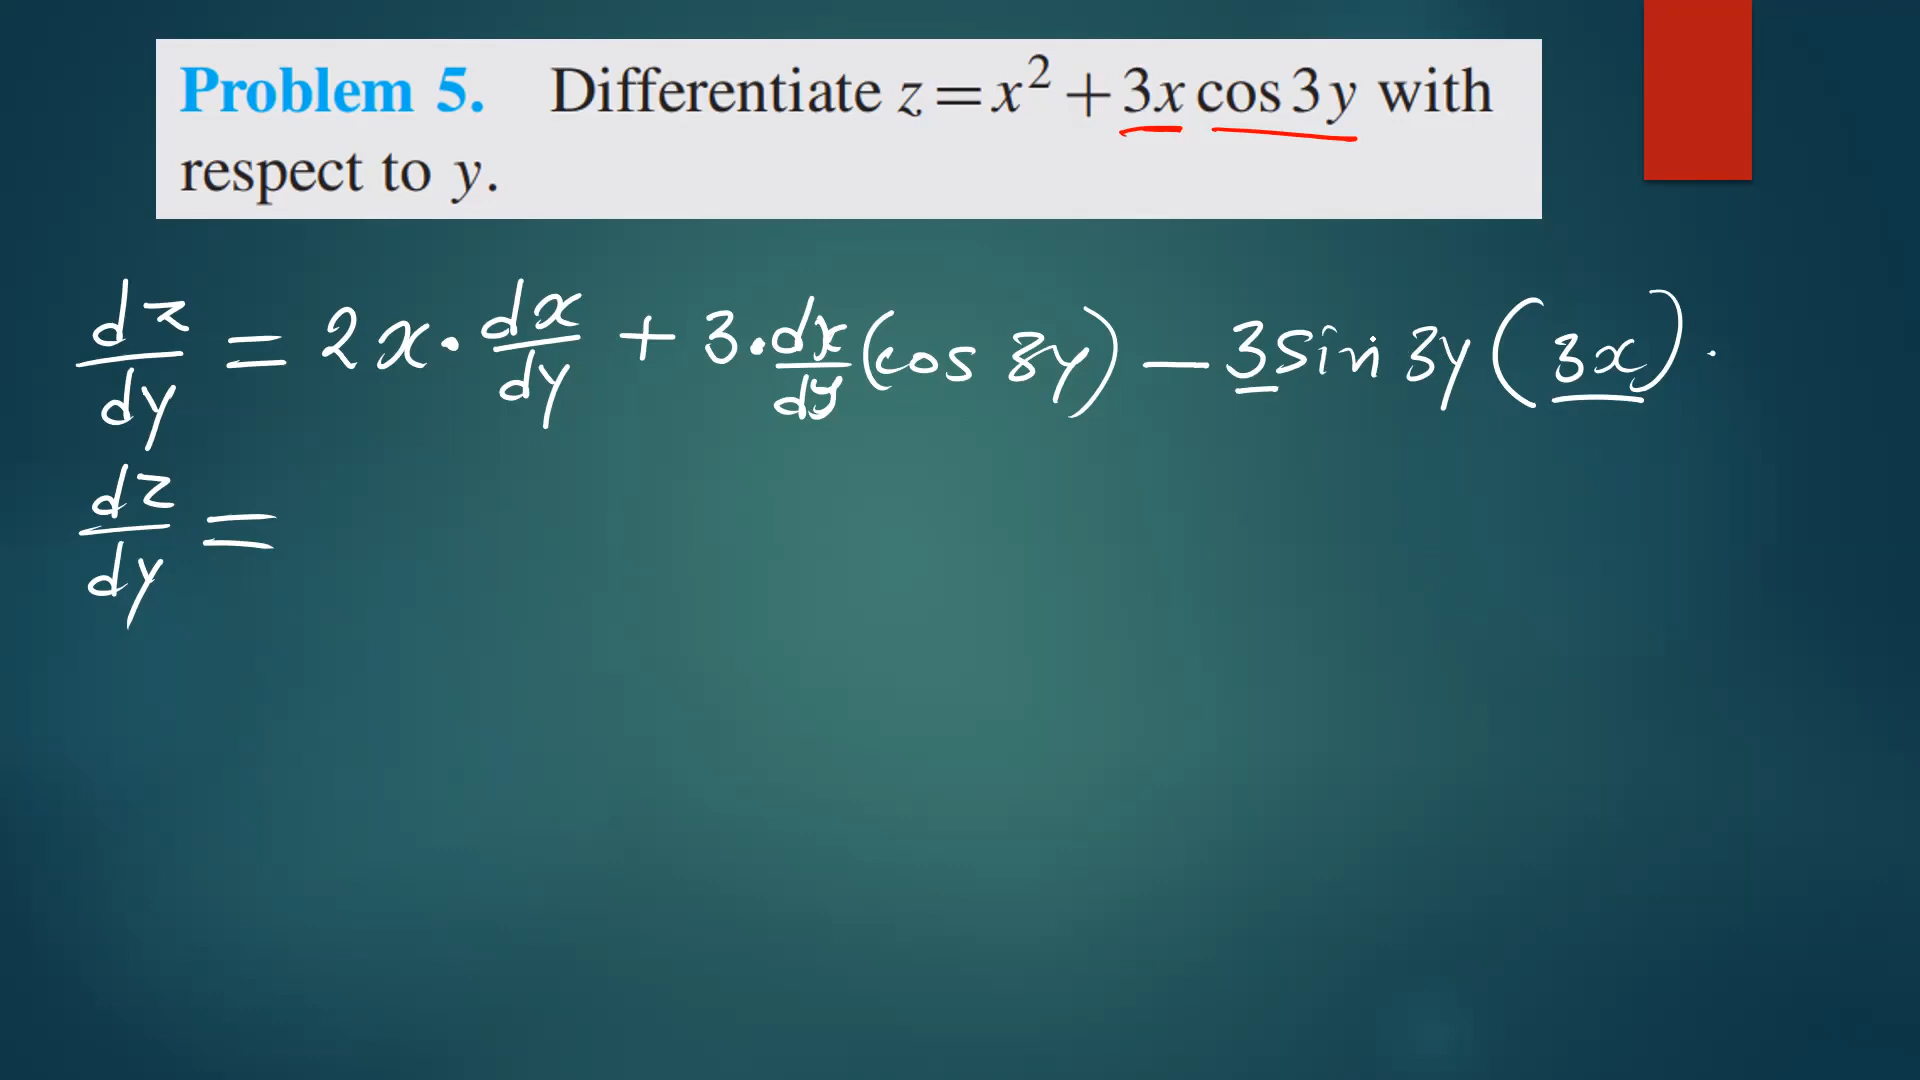 Problem 5. Differentiate z = x² + 3x cos 3y with
respect to y.
dz/dy = 2x · dx/dy + 3 · dx/dy (cos 3y) − 3 sin 3y (3x) ·
dz/dy =